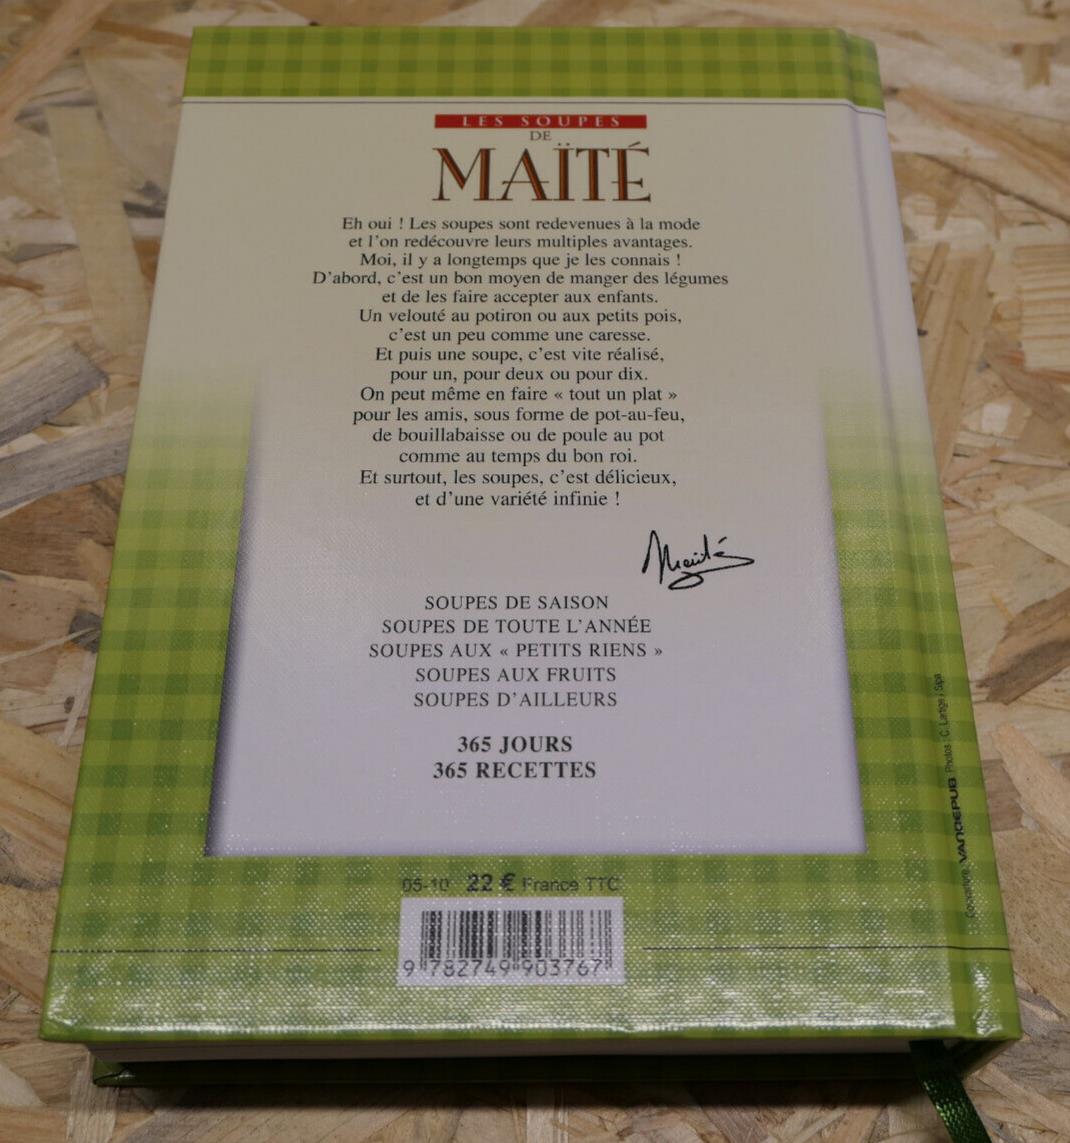 LES SOUPES
DE
MAÏTÉ
Eh oui ! Les soupes sont redevenues à la mode
et l'on redécouvre leurs multiples avantages.
Moi, il y a longtemps que je les connais !
D'abord, c'est un bon moyen de manger des légumes
et de les faire accepter aux enfants.
Un velouté au potiron ou aux petits pois,
c'est un peu comme une caresse.
Et puis une soupe, c'est vite réalisé,
pour un, pour deux ou pour dix.
On peut même en faire « tout un plat »
pour les amis, sous forme de pot-au-feu,
de bouillabaisse ou de poule au pot
comme au temps du bon roi.
Et surtout, les soupes, c'est délicieux,
et d'une variété infinie !
Maïté
SOUPES DE SAISON
SOUPES DE TOUTE L'ANNÉE
SOUPES AUX « PETITS RIENS »
SOUPES AUX FRUITS
SOUPES D'AILLEURS
365 JOURS
365 RECETTES
05-10 22 € France TTC
9 782749 903767
Couverture : VANDEPUB Photos : C. Lartige / Sipa